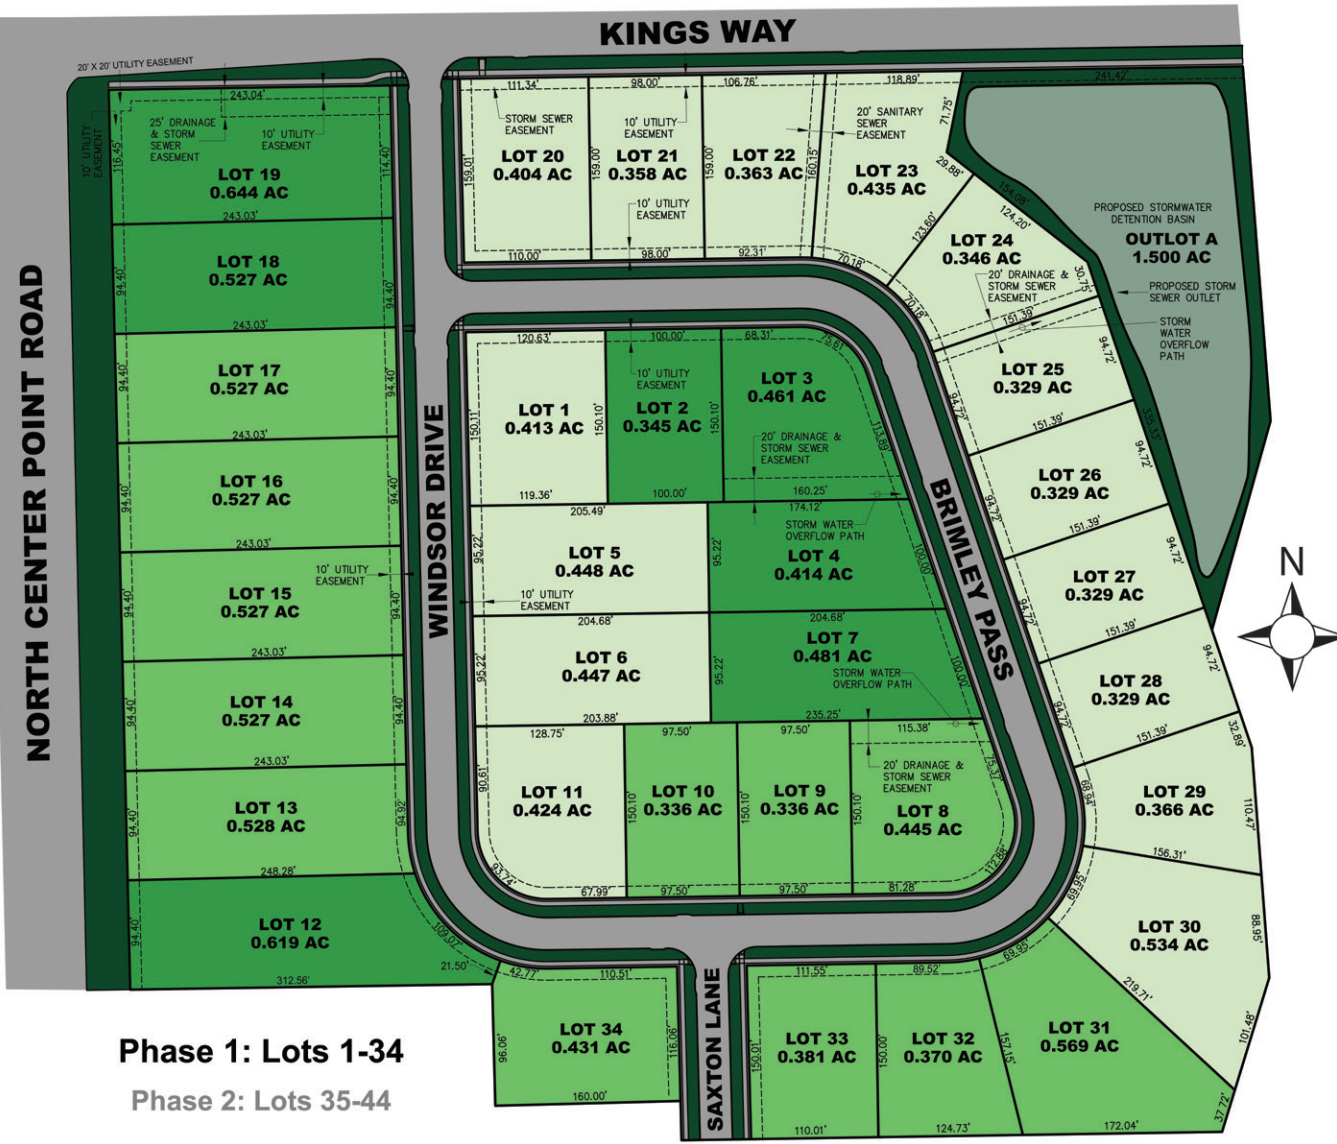 KINGS WAY
20' X 20' UTILITY EASEMENT
243.04'
111.34'
98.00'
106.76'
118.89'
241.42'
10' UTILITY
EASEMENT
116.45'
25' DRAINAGE
& STORM
SEWER
EASEMENT
10' UTILITY
EASEMENT
114.40'
LOT 19
0.644 AC
243.03'
STORM SEWER
EASEMENT
159.01'
LOT 20
0.404 AC
110.00'
10' UTILITY
EASEMENT
159.00'
LOT 21
0.358 AC
10' UTILITY
EASEMENT
98.00'
159.00'
LOT 22
0.363 AC
92.31'
160.15'
20' SANITARY
SEWER
EASEMENT
71.75'
LOT 23
0.435 AC
29.88'
70.18'
123.60'
154.08'
124.20'
LOT 24
0.346 AC
30.75'
20' DRAINAGE &
STORM SEWER
EASEMENT
70.18'
151.39'
PROPOSED STORMWATER
DETENTION BASIN
OUTLOT A
1.500 AC
PROPOSED STORM
SEWER OUTLET
STORM
WATER
OVERFLOW
PATH
335.33'
NORTH CENTER POINT ROAD
94.40'
LOT 18
0.527 AC
94.40'
243.03'
94.40'
LOT 17
0.527 AC
94.40'
243.03'
94.40'
LOT 16
0.527 AC
94.40'
243.03'
10' UTILITY
EASEMENT
94.40'
LOT 15
0.527 AC
94.40'
243.03'
94.40'
LOT 14
0.527 AC
94.40'
243.03'
94.40'
LOT 13
0.528 AC
94.92'
248.28'
94.40'
LOT 12
0.619 AC
109.07'
21.50'
312.56'
WINDSOR DRIVE
120.63'
150.11'
LOT 1
0.413 AC
150.10'
119.36'
100.00'
10' UTILITY
EASEMENT
LOT 2
0.345 AC
150.10'
100.00'
68.31'
75.61'
LOT 3
0.461 AC
113.89'
20' DRAINAGE &
STORM SEWER
EASEMENT
160.25'
205.49'
95.22'
LOT 5
0.448 AC
10' UTILITY
EASEMENT
95.22'
174.12'
STORM WATER
OVERFLOW PATH
LOT 4
0.414 AC
100.00'
204.68'
95.22'
LOT 6
0.447 AC
95.22'
203.88'
204.68'
LOT 7
0.481 AC
STORM WATER
OVERFLOW PATH
100.00'
235.25'
128.75'
90.61'
LOT 11
0.424 AC
93.74'
67.99'
97.50'
150.10'
LOT 10
0.336 AC
97.50'
97.50'
150.10'
LOT 9
0.336 AC
97.50'
115.38'
75.37'
20' DRAINAGE &
STORM SEWER
EASEMENT
150.10'
LOT 8
0.445 AC
112.88'
81.28'
BRIMLEY PASS
94.72'
LOT 25
0.329 AC
94.72'
151.39'
94.72'
LOT 26
0.329 AC
94.72'
151.39'
94.72'
LOT 27
0.329 AC
94.72'
151.39'
94.72'
LOT 28
0.329 AC
94.72'
151.39'
32.89'
68.94'
LOT 29
0.366 AC
110.47'
156.31'
69.95'
LOT 30
0.534 AC
88.95'
219.71'
101.48'
N
42.77'
110.51'
96.06'
LOT 34
0.431 AC
116.06'
160.00'
SAXTON LANE
111.55'
150.01'
LOT 33
0.381 AC
150.00'
110.01'
89.52'
LOT 32
0.370 AC
157.15'
124.73'
69.95'
LOT 31
0.569 AC
37.72'
172.04'
Phase 1: Lots 1-34
Phase 2: Lots 35-44